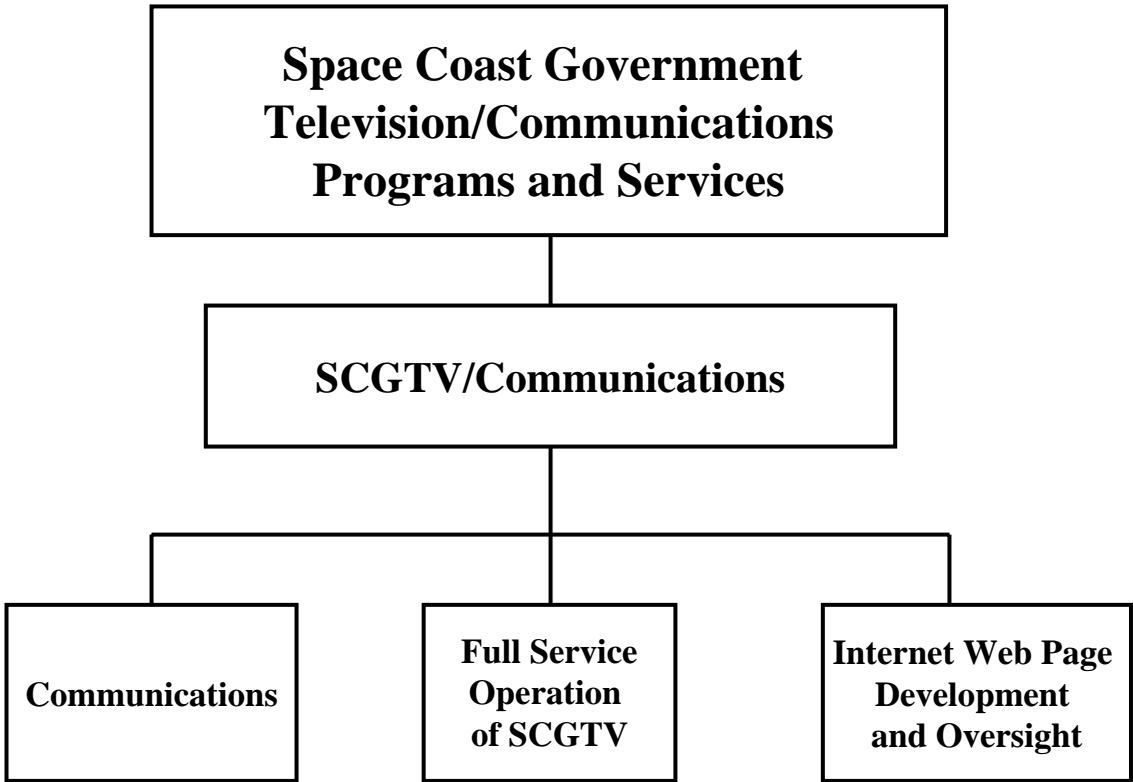 Space Coast Government
Television/Communications
Programs and Services
SCGTV/Communications
Communications
Full Service
Operation
of SCGTV
Internet Web Page
Development
and Oversight